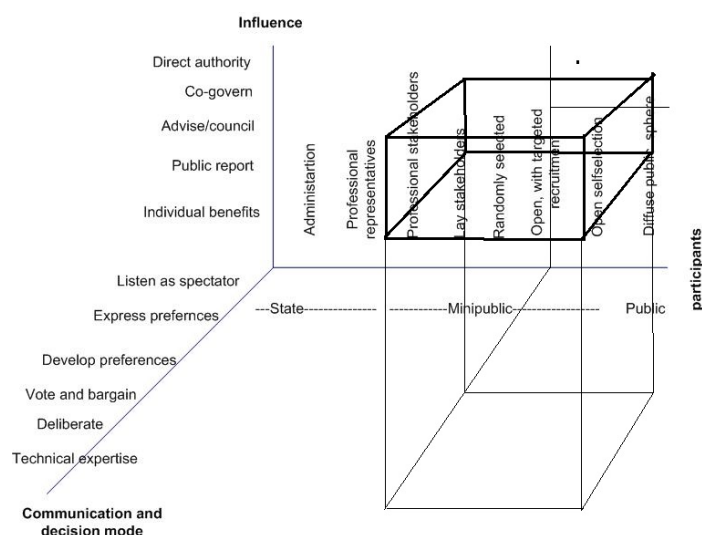 Influence
Direct authority
Co-govern
Advise/council
Public report
Individual benefits
Administartion
Professional
representatives
Professional stakeholders
Lay stakeholders
Randomly selected
Open, with targeted
recruitment
Open selfselection
Diffuse public sphere
participants
Listen as spectator
Express prefernces
Develop preferences
Vote and bargain
Deliberate
Technical expertise
---State---------------
----------------Minipublic-----------------------
Public
Communication and
decision mode